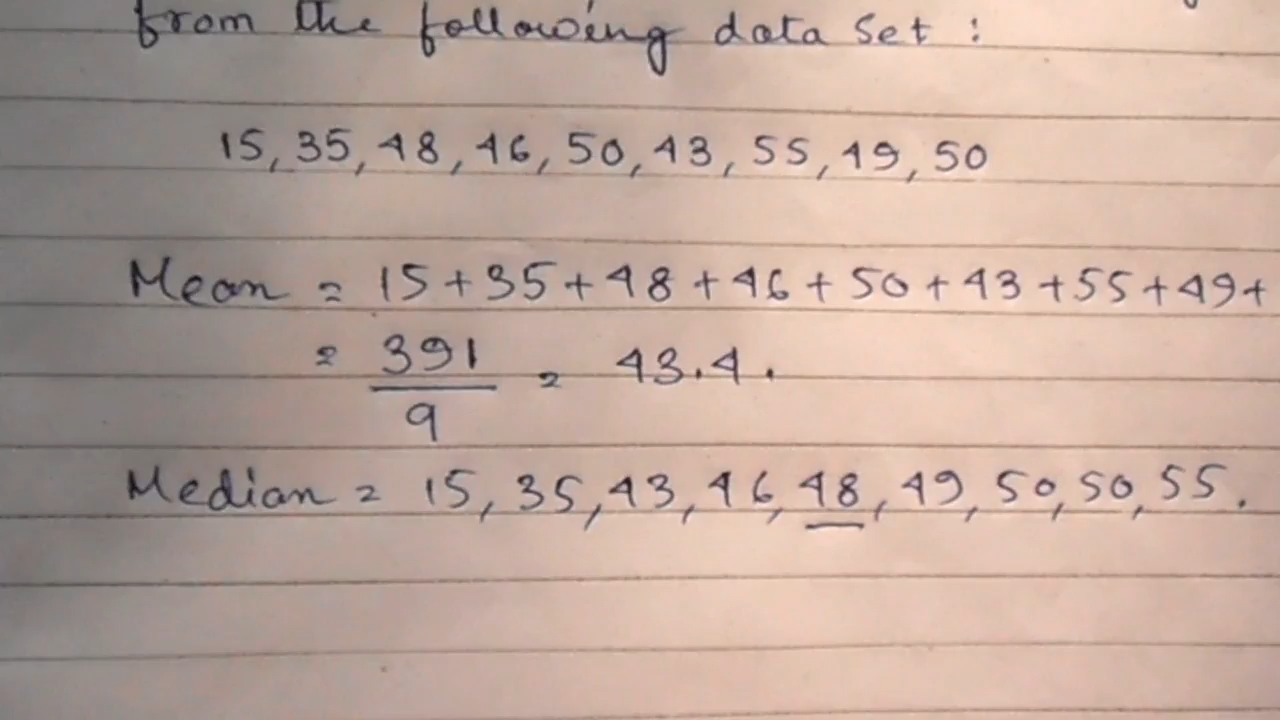 from the following data set :
15, 35, 48, 46, 50, 43, 55, 49, 50
Mean = 15+35+48+46+50+43+55+49+
= 391/9 = 43.4.
Median = 15, 35, 43, 46, 48, 49, 50, 50, 55.